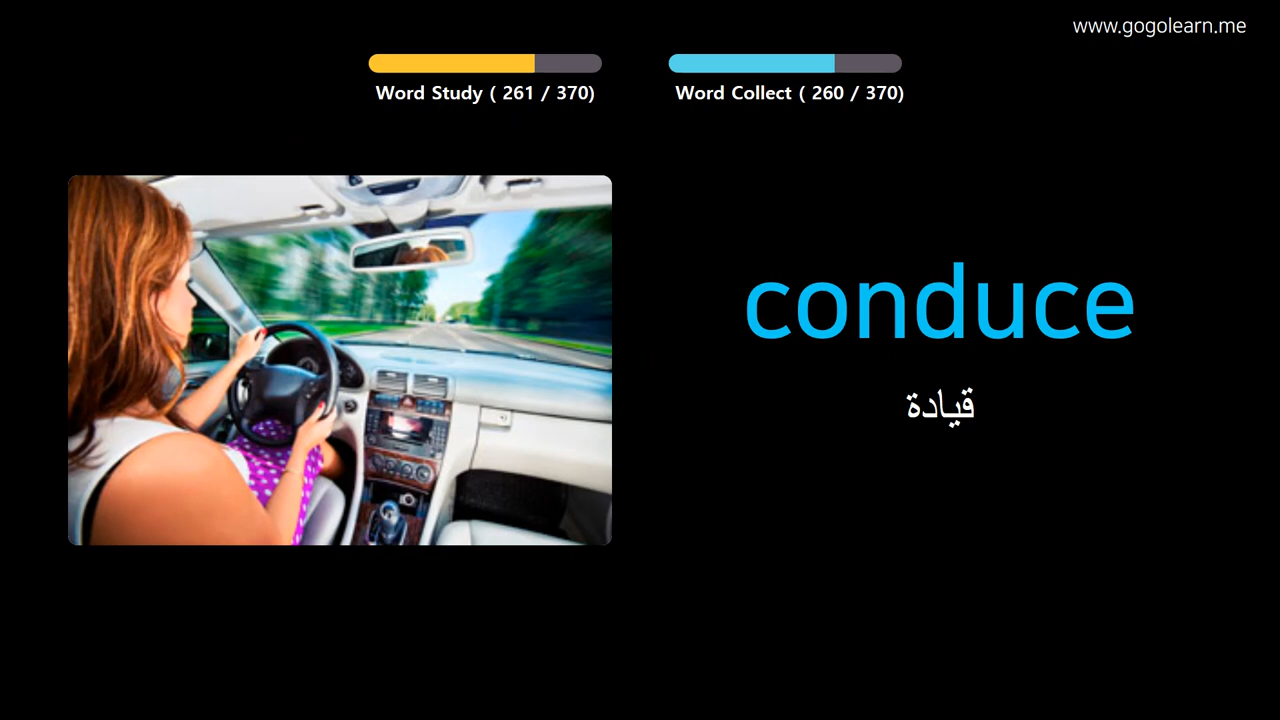 www.gogolearn.me
Word Study ( 261 / 370)
Word Collect ( 260 / 370)
conduce
قيادة